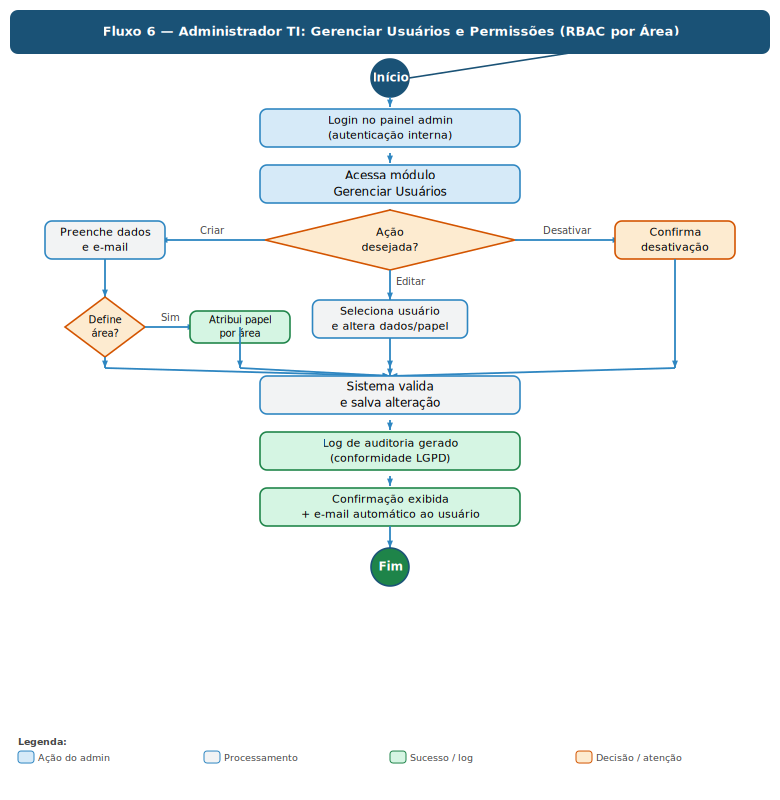 Fluxo 6 — Administrador TI: Gerenciar Usuários e Permissões (RBAC por Área)
Início
Login no painel admin
(autenticação interna)
Acessa módulo
Gerenciar Usuários
Criar
Ação
desejada?
Desativar
Preenche dados
e e-mail
Confirma
desativação
Editar
Define
área?
Sim
Atribui papel
por área
Seleciona usuário
e altera dados/papel
Sistema valida
e salva alteração
Log de auditoria gerado
(conformidade LGPD)
Confirmação exibida
+ e-mail automático ao usuário
Fim
Legenda:
Ação do admin
Processamento
Sucesso / log
Decisão / atenção